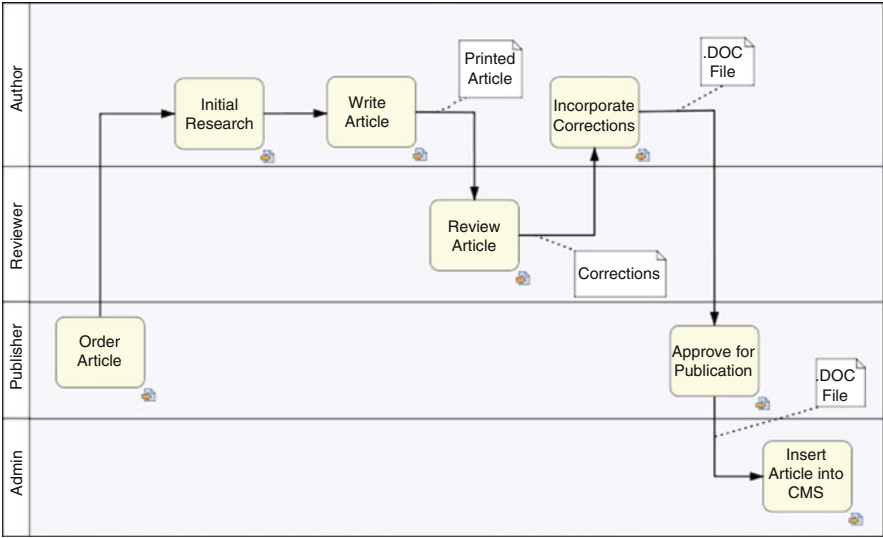 Author
Initial
Research
Write
Article
Printed
Article
Incorporate
Corrections
.DOC
File
Reviewer
Review
Article
Corrections
Publisher
Order
Article
Approve for
Publication
.DOC
File
Admin
Insert
Article into
CMS